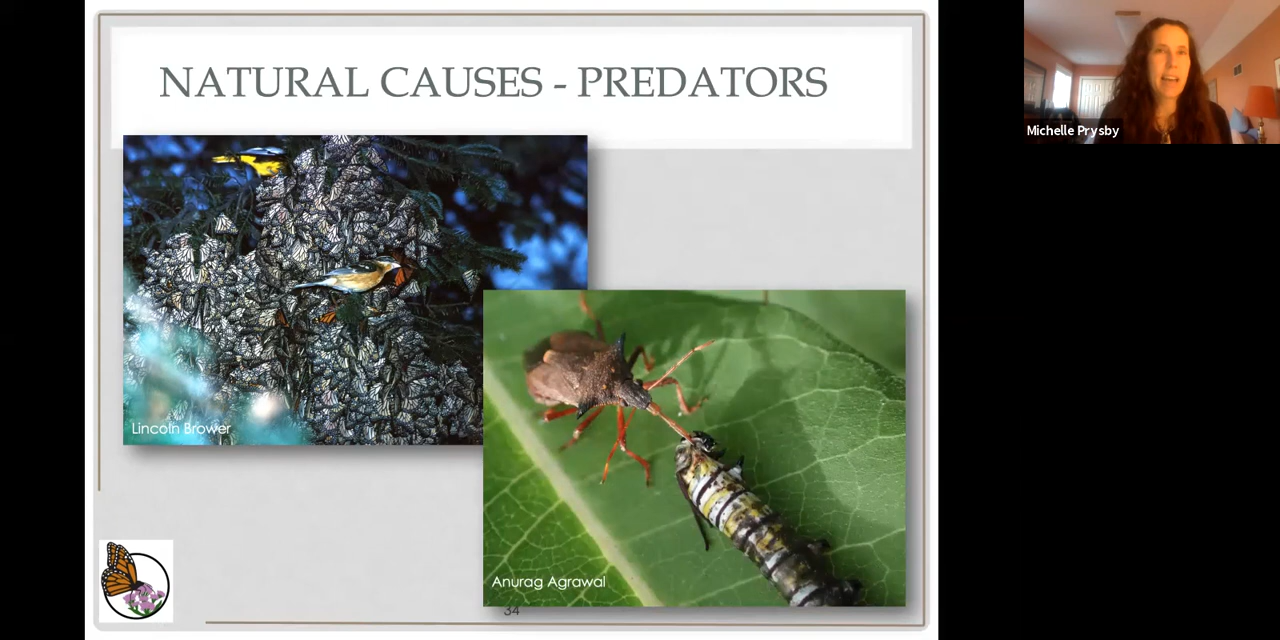 NATURAL CAUSES - PREDATORS
Michelle Prysby
Lincoln Brower
Anurag Agrawal
34